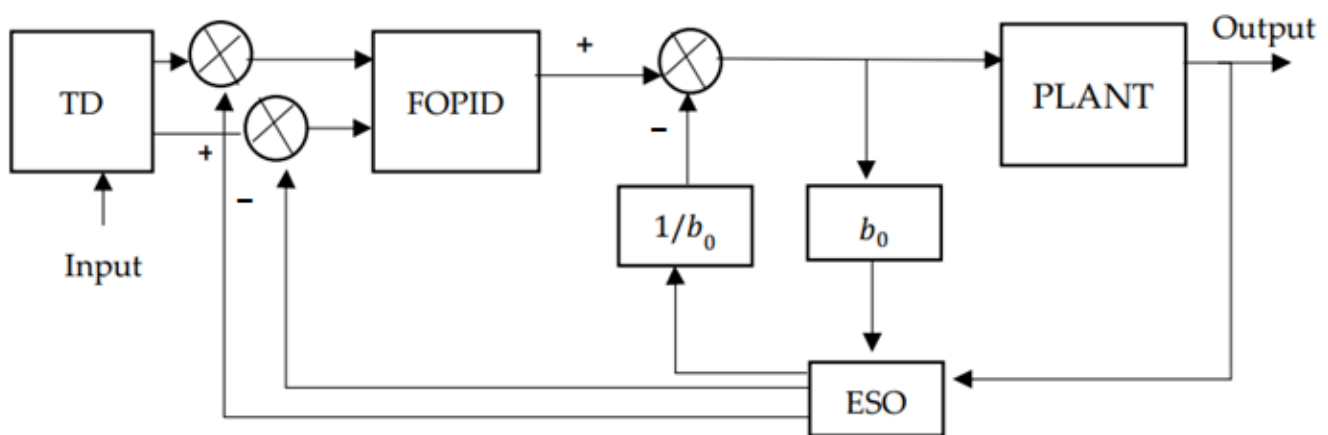 Output
+
TD
FOPID
PLANT
+
−
−
1/b₀
b₀
Input
ESO